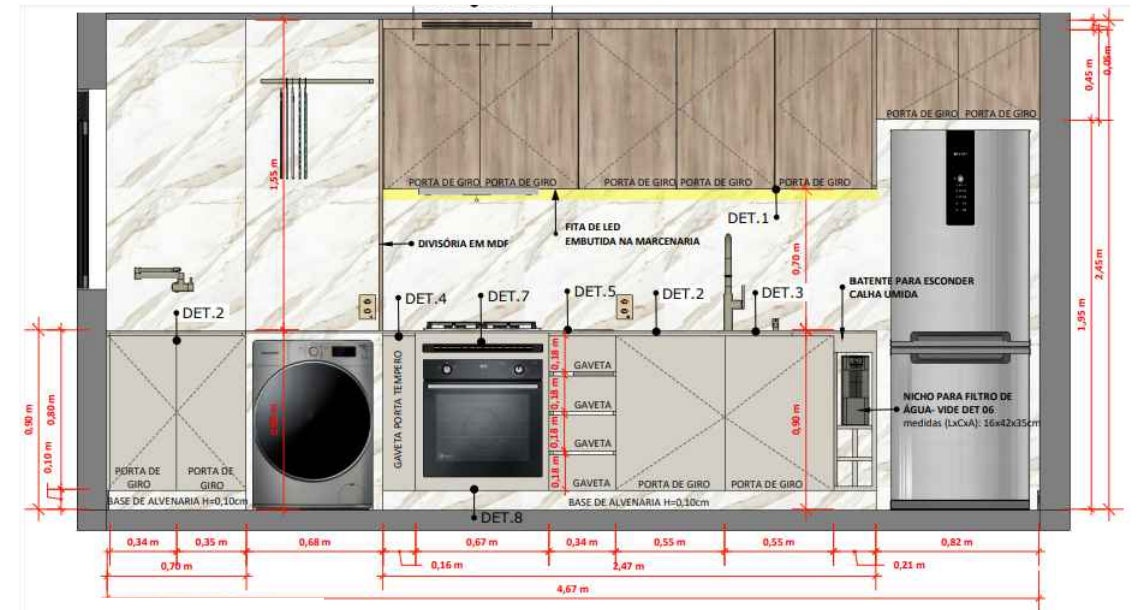 PORTA DE GIRO PORTA DE GIRO
PORTA DE GIRO PORTA DE GIRO
PORTA DE GIRO PORTA DE GIRO
PORTA DE GIRO
0,45 m
0,05m
1,55 m
DET.1
FITA DE LED
EMBUTIDA NA MARCENARIA
DIVISÓRIA EM MDF
0,70 m
2,45 m
1,95 m
BATENTE PARA ESCONDER
CALHA UMIDA
DET.2
DET.4
DET.7
DET.5
DET.2
DET.3
0,90 m
0,80 m
0,10 m
GAVETA PORTA TEMPERO
0,18 m
0,18 m
0,18 m
0,18 m
GAVETA
GAVETA
GAVETA
GAVETA
0,90 m
NICHO PARA FILTRO DE
ÁGUA- VIDE DET 06
medidas (LxCxA): 16x42x35cm
PORTA DE
GIRO
PORTA DE
GIRO
PORTA DE GIRO
PORTA DE GIRO
BASE DE ALVENARIA H=0,10cm
BASE DE ALVENARIA H=0,10cm
DET.8
0,34 m
0,35 m
0,68 m
0,67 m
0,34 m
0,55 m
0,55 m
0,82 m
0,70 m
0,16 m
2,47 m
0,21 m
4,67 m